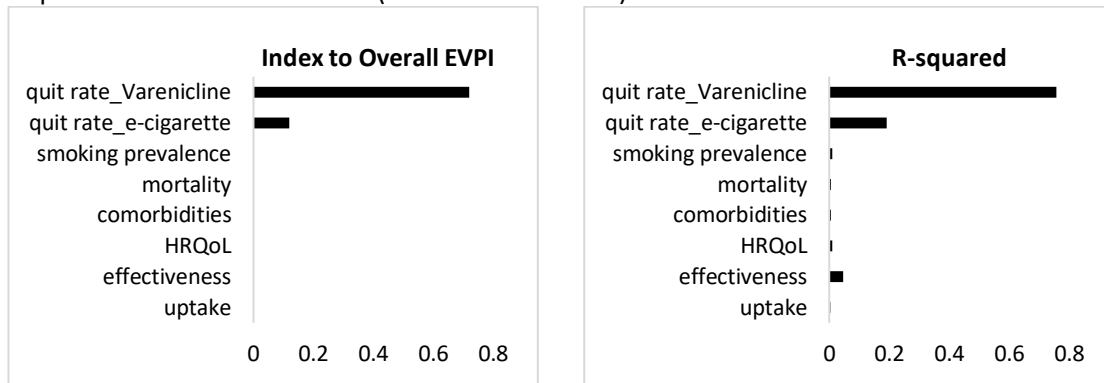 Index to Overall EVPI
quit rate_Varenicline
quit rate_e-cigarette
smoking prevalence
mortality
comorbidities
HRQoL
effectiveness
uptake
0 0.2 0.4 0.6 0.8
R-squared
quit rate_Varenicline
quit rate_e-cigarette
smoking prevalence
mortality
comorbidities
HRQoL
effectiveness
uptake
0 0.2 0.4 0.6 0.8